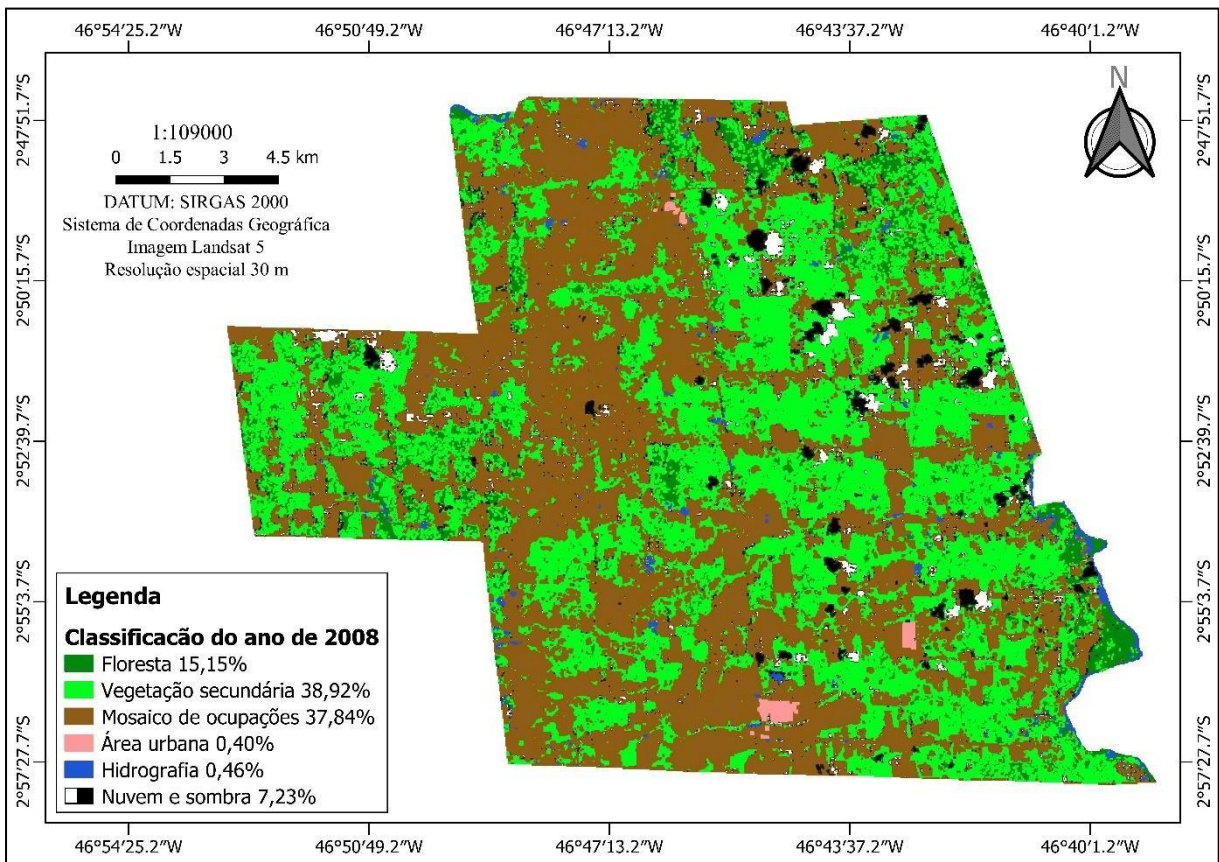 46°54'25.2"W 46°50'49.2"W 46°47'13.2"W 43°43'37.2"W 46°40'1.2"W
2°47'51.7"S 2°47'51.7"S
N
1:109000
0 1.5 3 4.5 km
DATUM: SIRGAS 2000
Sistema de Coordenadas Geográfica
Imagem Landsat 5
Resolução espacial 30 m
2°50'15.7"S 2°50'15.7"S
2°52'39.7"S 2°52'39.7"S
2°55'3.7"S 2°55'3.7"S
2°57'27.7"S 2°57'27.7"S
Legenda
Classificacão do ano de 2008
Floresta 15,15%
Vegetação secundária 38,92%
Mosaico de ocupações 37,84%
Área urbana 0,40%
Hidrografia 0,46%
Nuvem e sombra 7,23%
46°54'25.2"W 46°50'49.2"W 46°47'13.2"W 46°43'37.2"W 46°40'1.2"W